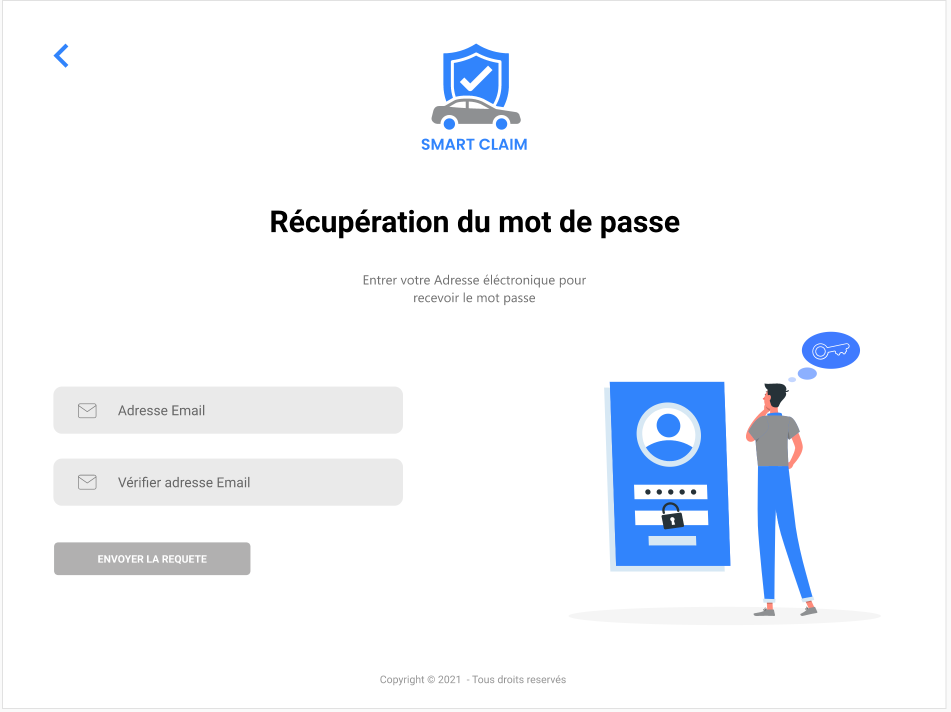 SMART CLAIM
Récupération du mot de passe
Entrer votre Adresse éléctronique pour
recevoir le mot passe
Adresse Email
Vérifier adresse Email
ENVOYER LA REQUETE
Copyright © 2021 - Tous droits reservés